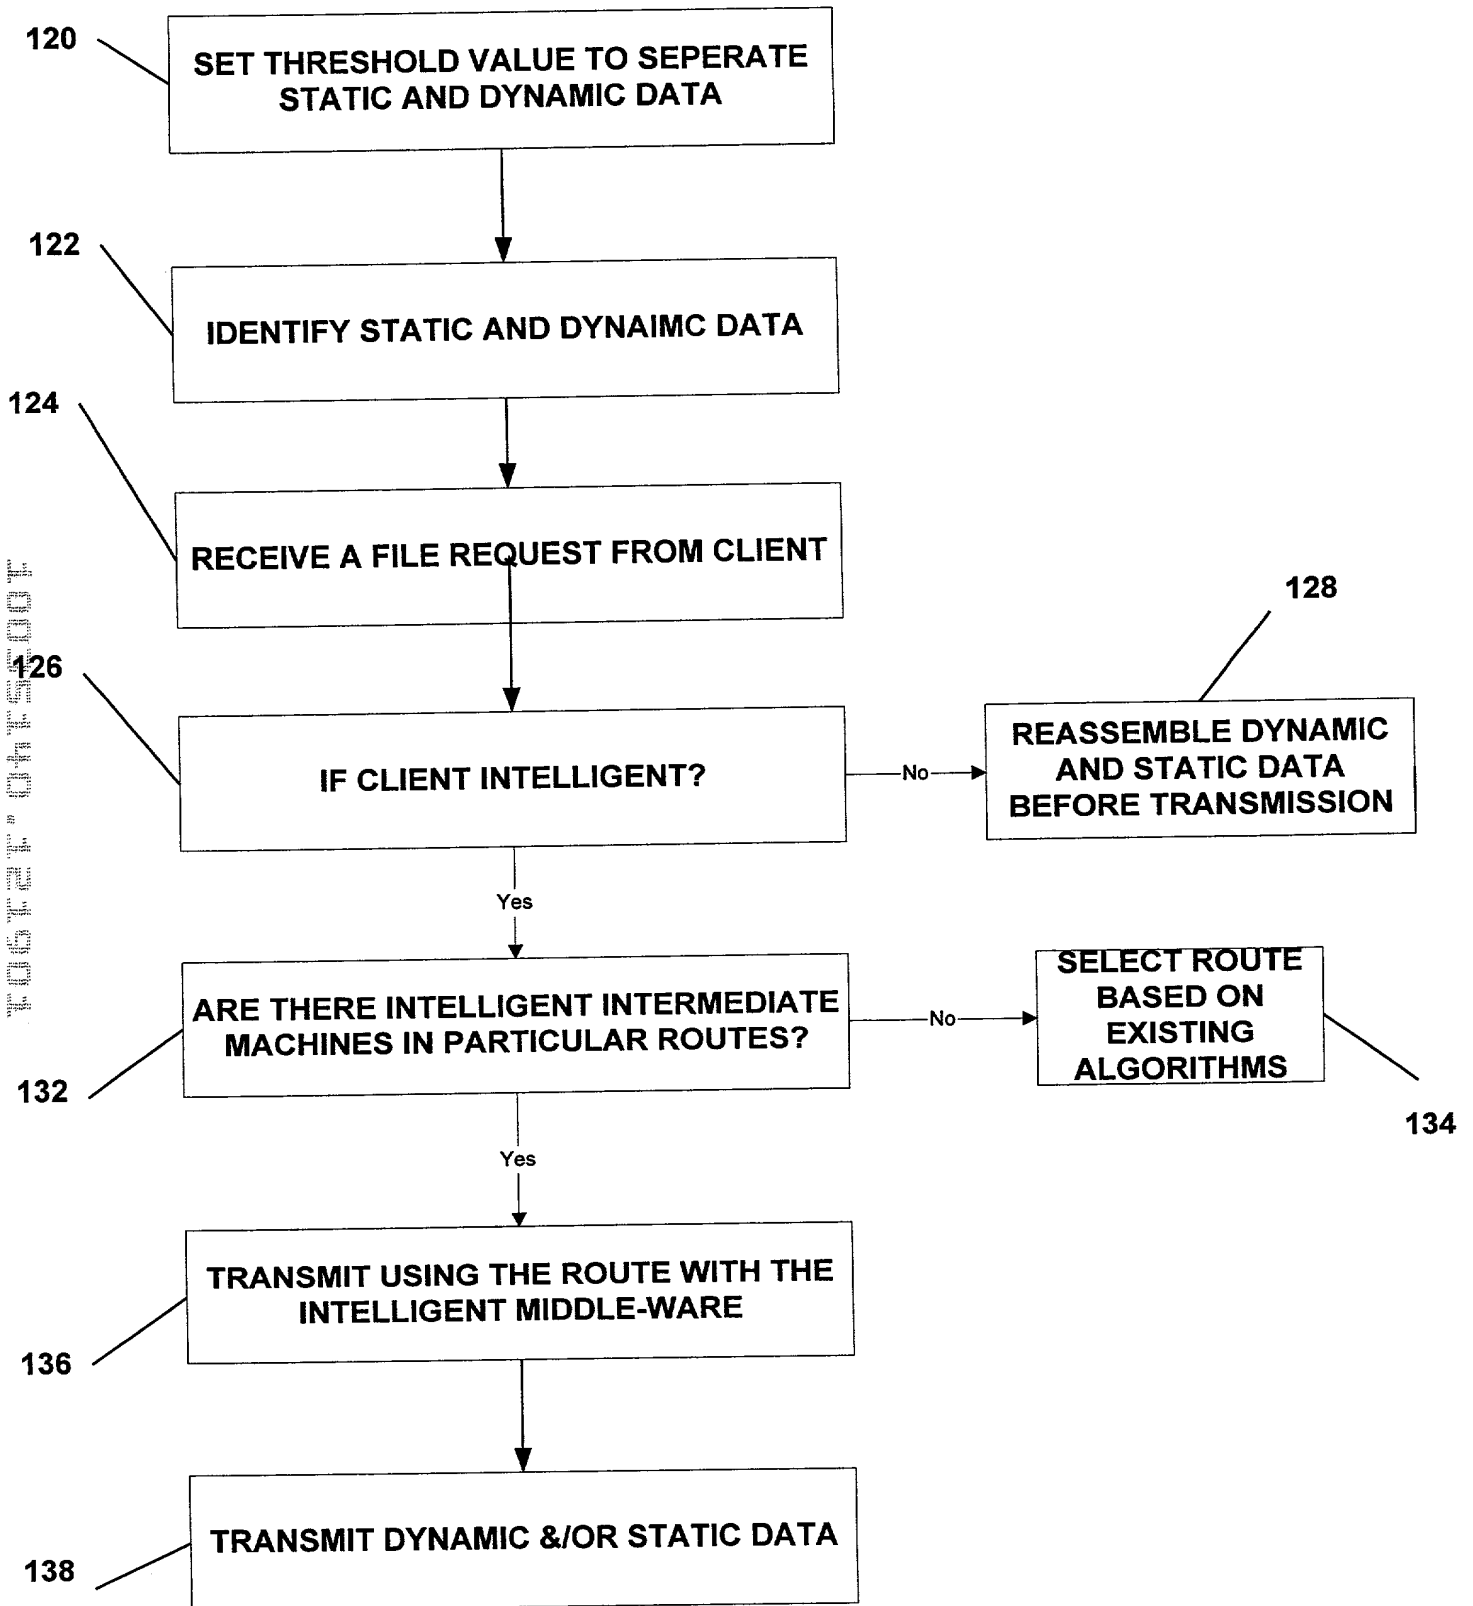 120
SET THRESHOLD VALUE TO SEPERATE
STATIC AND DYNAMIC DATA
122
IDENTIFY STATIC AND DYNAIMC DATA
124
RECEIVE A FILE REQUEST FROM CLIENT
126
IF CLIENT INTELLIGENT?
No
128
REASSEMBLE DYNAMIC
AND STATIC DATA
BEFORE TRANSMISSION
Yes
132
ARE THERE INTELLIGENT INTERMEDIATE
MACHINES IN PARTICULAR ROUTES?
No
SELECT ROUTE
BASED ON
EXISTING
ALGORITHMS
134
Yes
136
TRANSMIT USING THE ROUTE WITH THE
INTELLIGENT MIDDLE-WARE
138
TRANSMIT DYNAMIC &/OR STATIC DATA